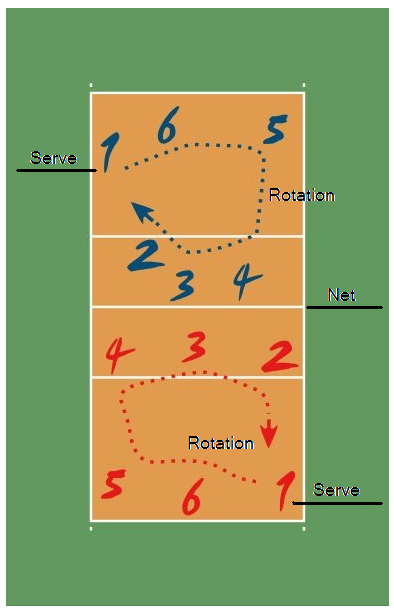 1 6 5
Serve
Rotation
2 3 4
Net
4 3 2
Rotation
5 6 1
Serve